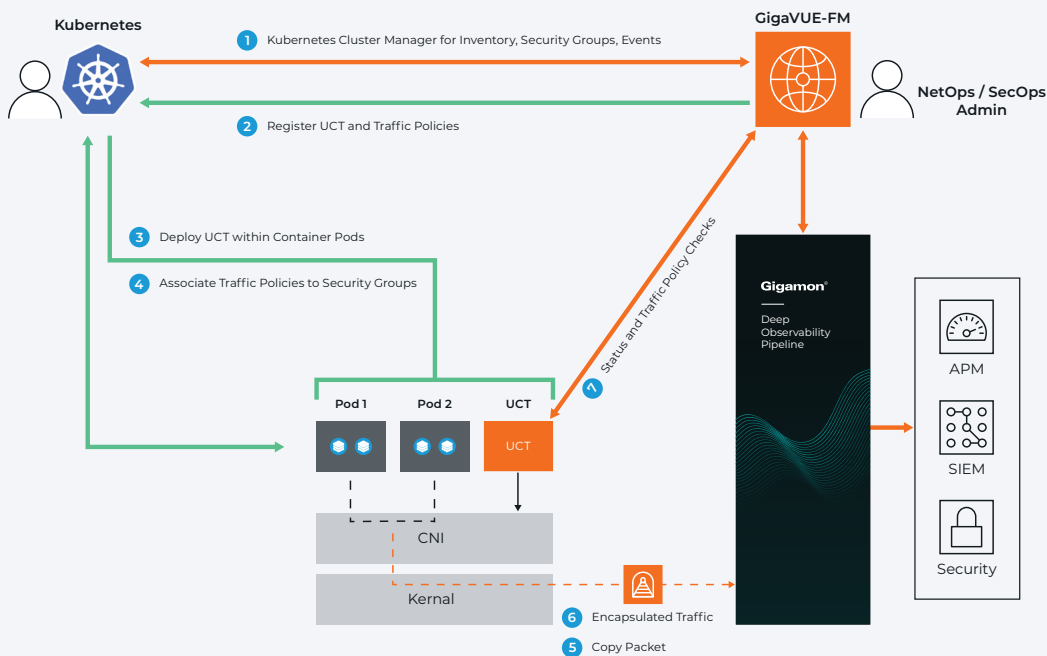 Kubernetes
GigaVUE-FM
1 Kubernetes Cluster Manager for Inventory, Security Groups, Events
NetOps / SecOps
Admin
2 Register UCT and Traffic Policies
3 Deploy UCT within Container Pods
4 Associate Traffic Policies to Security Groups
7 Status and Traffic Policy Checks
Gigamon®
Deep
Observability
Pipeline
APM
SIEM
Security
Pod 1
Pod 2
UCT
UCT
CNI
Kernal
6 Encapsulated Traffic
5 Copy Packet